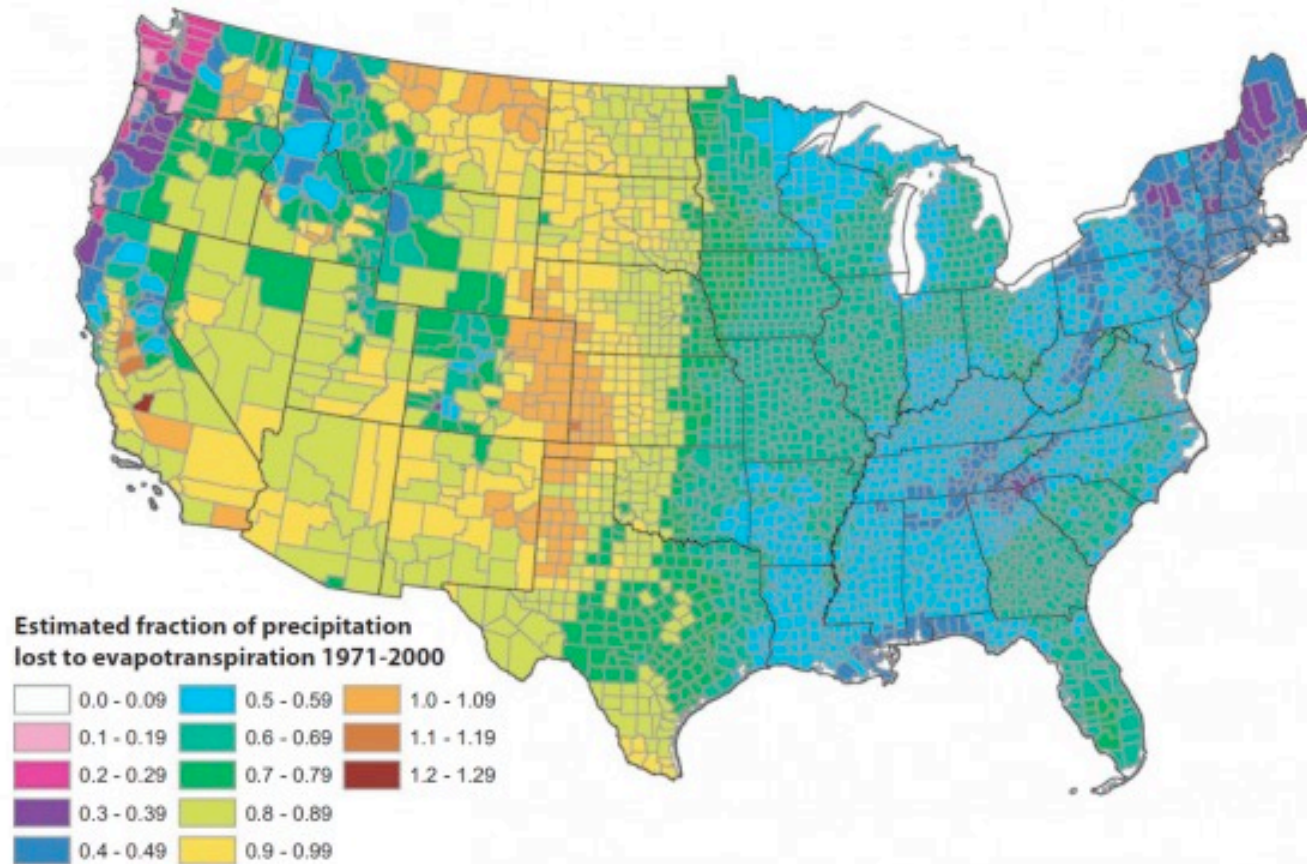 Estimated fraction of precipitation
lost to evapotranspiration 1971-2000
0.0 - 0.09
0.1 - 0.19
0.2 - 0.29
0.3 - 0.39
0.4 - 0.49
0.5 - 0.59
0.6 - 0.69
0.7 - 0.79
0.8 - 0.89
0.9 - 0.99
1.0 - 1.09
1.1 - 1.19
1.2 - 1.29